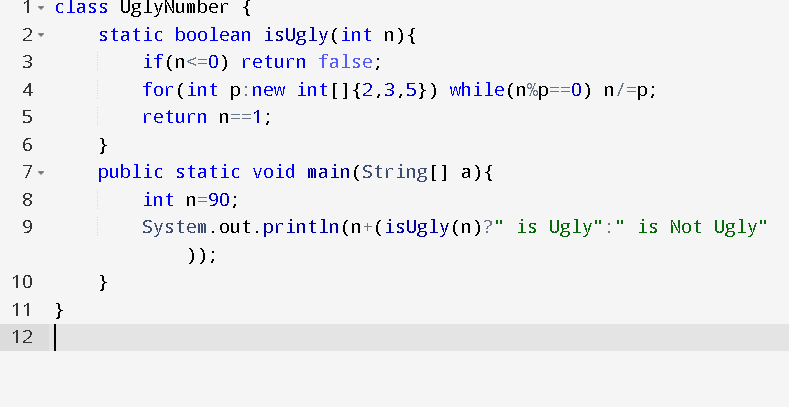 1 class UglyNumber {
2     static boolean isUgly(int n){
3         if(n<=0) return false;
4         for(int p:new int[]{2,3,5}) while(n%p==0) n/=p;
5         return n==1;
6     }
7     public static void main(String[] a){
8         int n=90;
9         System.out.println(n+(isUgly(n)?" is Ugly":" is Not Ugly"
            ));
10     }
11 }
12